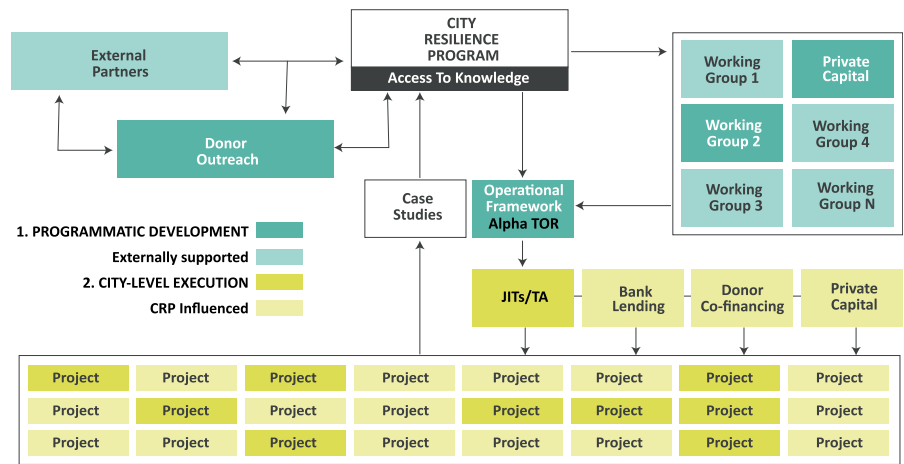 CITY
RESILIENCE
PROGRAM
Access To Knowledge
External
Partners
Donor
Outreach
Working
Group 1
Private
Capital
Working
Group 2
Working
Group 4
Working
Group 3
Working
Group N
Case
Studies
Operational
Framework
Alpha TOR
1. PROGRAMMATIC DEVELOPMENT
Externally supported
2. CITY-LEVEL EXECUTION
CRP Influenced
JITs/TA
Bank
Lending
Donor
Co-financing
Private
Capital
Project Project Project Project Project Project Project Project
Project Project Project Project Project Project Project Project
Project Project Project Project Project Project Project Project